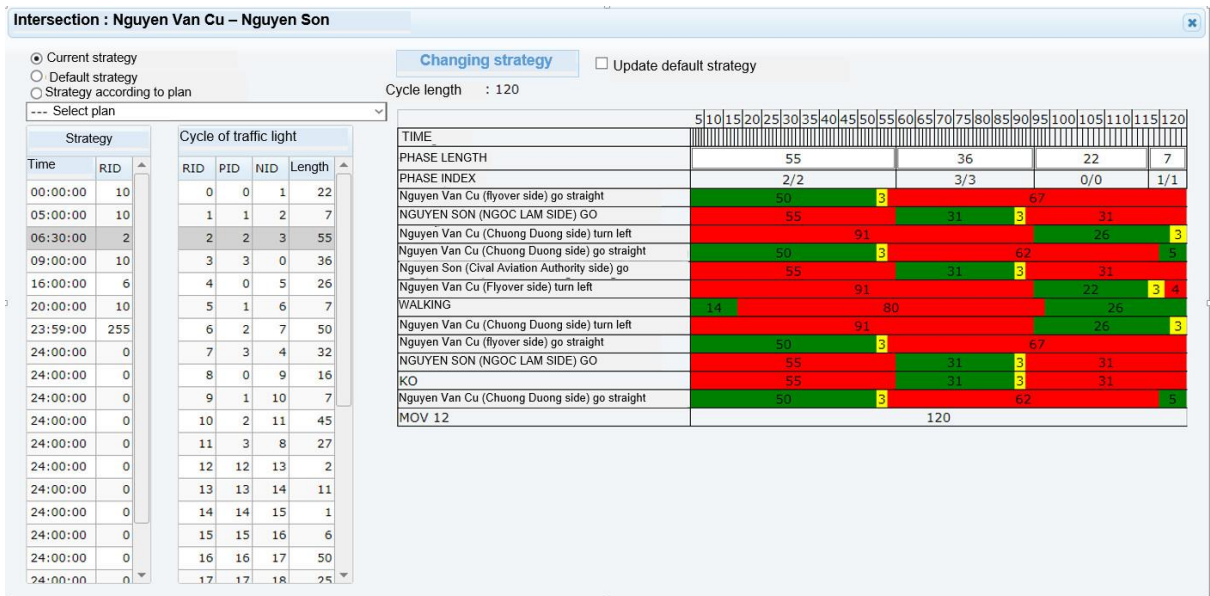 Intersection : Nguyen Van Cu – Nguyen Son
Current strategy
Default strategy
Strategy according to plan
--- Select plan
Changing strategy
Update default strategy
Cycle length : 120
Strategy
Time RID
00:00:00 10
05:00:00 10
06:30:00 2
09:00:00 10
16:00:00 6
20:00:00 10
23:59:00 255
24:00:00 0
24:00:00 0
24:00:00 0
24:00:00 0
24:00:00 0
24:00:00 0
24:00:00 0
24:00:00 0
24:00:00 0
24:00:00 0
24:00:00 0
Cycle of traffic light
RID PID NID Length
0 0 1 22
1 1 2 7
2 2 3 55
3 3 0 36
4 0 5 26
5 1 6 7
6 2 7 50
7 3 4 32
8 0 9 16
9 1 10 7
10 2 11 45
11 3 8 27
12 12 13 2
13 13 14 11
14 14 15 1
15 15 16 6
16 16 17 50
17 17 18 25
5 10 15 20 25 30 35 40 45 50 55 60 65 70 75 80 85 90 95 100 105 110 115 120
TIME
PHASE LENGTH 55 36 22 7
PHASE INDEX 2/2 3/3 0/0 1/1
Nguyen Van Cu (flyover side) go straight 50 3 67
NGUYEN SON (NGOC LAM SIDE) GO 55 31 3 31
Nguyen Van Cu (Chuong Duong side) turn left 91 26 3
Nguyen Van Cu (Chuong Duong side) go straight 50 3 62 5
Nguyen Son (Cival Aviation Authority side) go 55 31 3 31
Nguyen Van Cu (Flyover side) turn left 91 22 3 4
WALKING 14 80 26
Nguyen Van Cu (Chuong Duong side) turn left 91 26 3
Nguyen Van Cu (flyover side) go straight 50 3 67
NGUYEN SON (NGOC LAM SIDE) GO 55 31 3 31
KO 55 31 3 31
Nguyen Van Cu (Chuong Duong side) go straight 50 3 62 5
MOV 12 120